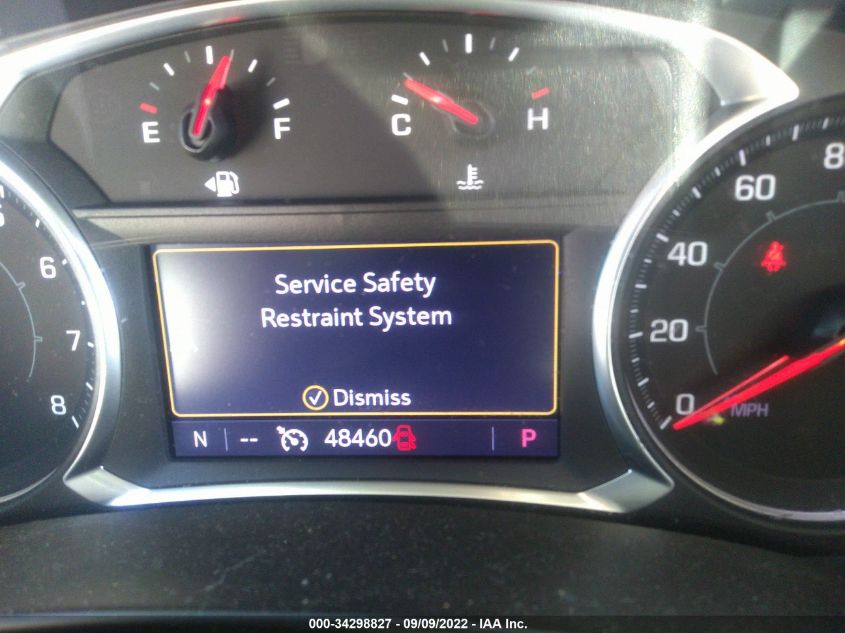 E
F
C
H
6
7
8
0
20
40
60
MPH
Service Safety
Restraint System
Dismiss
N
--
48460
P
000-34298827 - 09/09/2022 - IAA Inc.